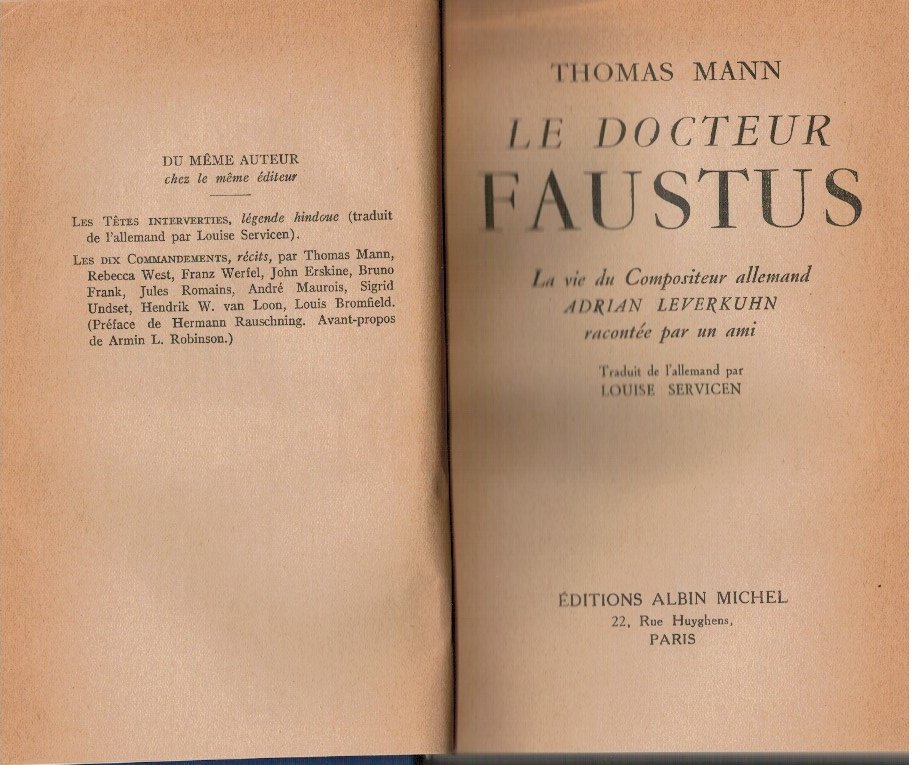 DU MÊME AUTEUR
chez le même éditeur
LES TÊTES INTERVERTIES, légende hindoue (traduit
de l'allemand par Louise Servicen).
LES DIX COMMANDEMENTS, récits, par Thomas Mann,
Rebecca West, Franz Werfel, John Erskine, Bruno
Frank, Jules Romains, André Maurois, Sigrid
Undset, Hendrik W. van Loon, Louis Bromfield.
(Préface de Hermann Rauschning. Avant-propos
de Armin L. Robinson.)
THOMAS MANN
LE DOCTEUR
FAUSTUS
La vie du Compositeur allemand
ADRIAN LEVERKUHN
racontée par un ami
Traduit de l'allemand par
LOUISE SERVICEN
ÉDITIONS ALBIN MICHEL
22, Rue Huyghens,
PARIS